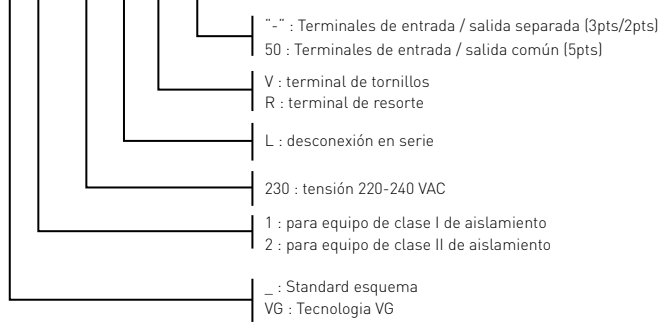 "-" : Terminales de entrada / salida separada (3pts/2pts)
50 : Terminales de entrada / salida común (5pts)
V : terminal de tornillos
R : terminal de resorte
L : desconexión en serie
230 : tensión 220-240 VAC
1 : para equipo de clase I de aislamiento
2 : para equipo de clase II de aislamiento
_ : Standard esquema
VG : Tecnologia VG